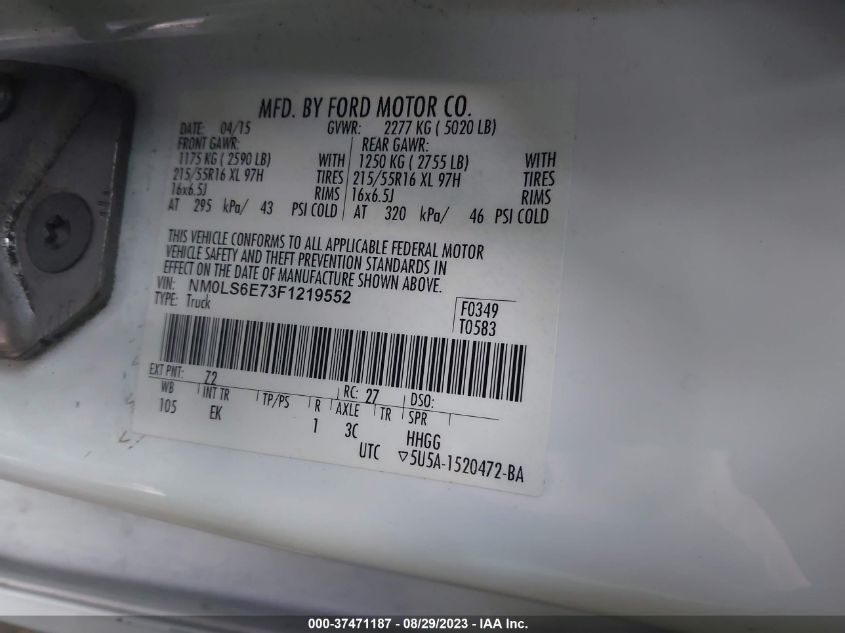 MFD. BY FORD MOTOR CO.
DATE: 04/15 GVWR: 2277 KG ( 5020 LB)
FRONT GAWR: REAR GAWR:
1175 KG ( 2590 LB) WITH 1250 KG ( 2755 LB) WITH
215/55R16 XL 97H TIRES 215/55R16 XL 97H TIRES
16x6.5J RIMS 16x6.5J RIMS
AT 295 kPa/ 43 PSI COLD AT 320 kPa/ 46 PSI COLD
THIS VEHICLE CONFORMS TO ALL APPLICABLE FEDERAL MOTOR
VEHICLE SAFETY AND THEFT PREVENTION STANDARDS IN
EFFECT ON THE DATE OF MANUFACTURE SHOWN ABOVE.
VIN: NM0LS6E73F1219552
TYPE: Truck
F0349
T0583
EXT PNT: 72 RC: 27 DSO:
WB INT TR TP/PS R AXLE TR SPR
105 EK 1 3C HHGG
UTC ▽5U5A-1520472-BA
000-37471187 - 08/29/2023 - IAA Inc.